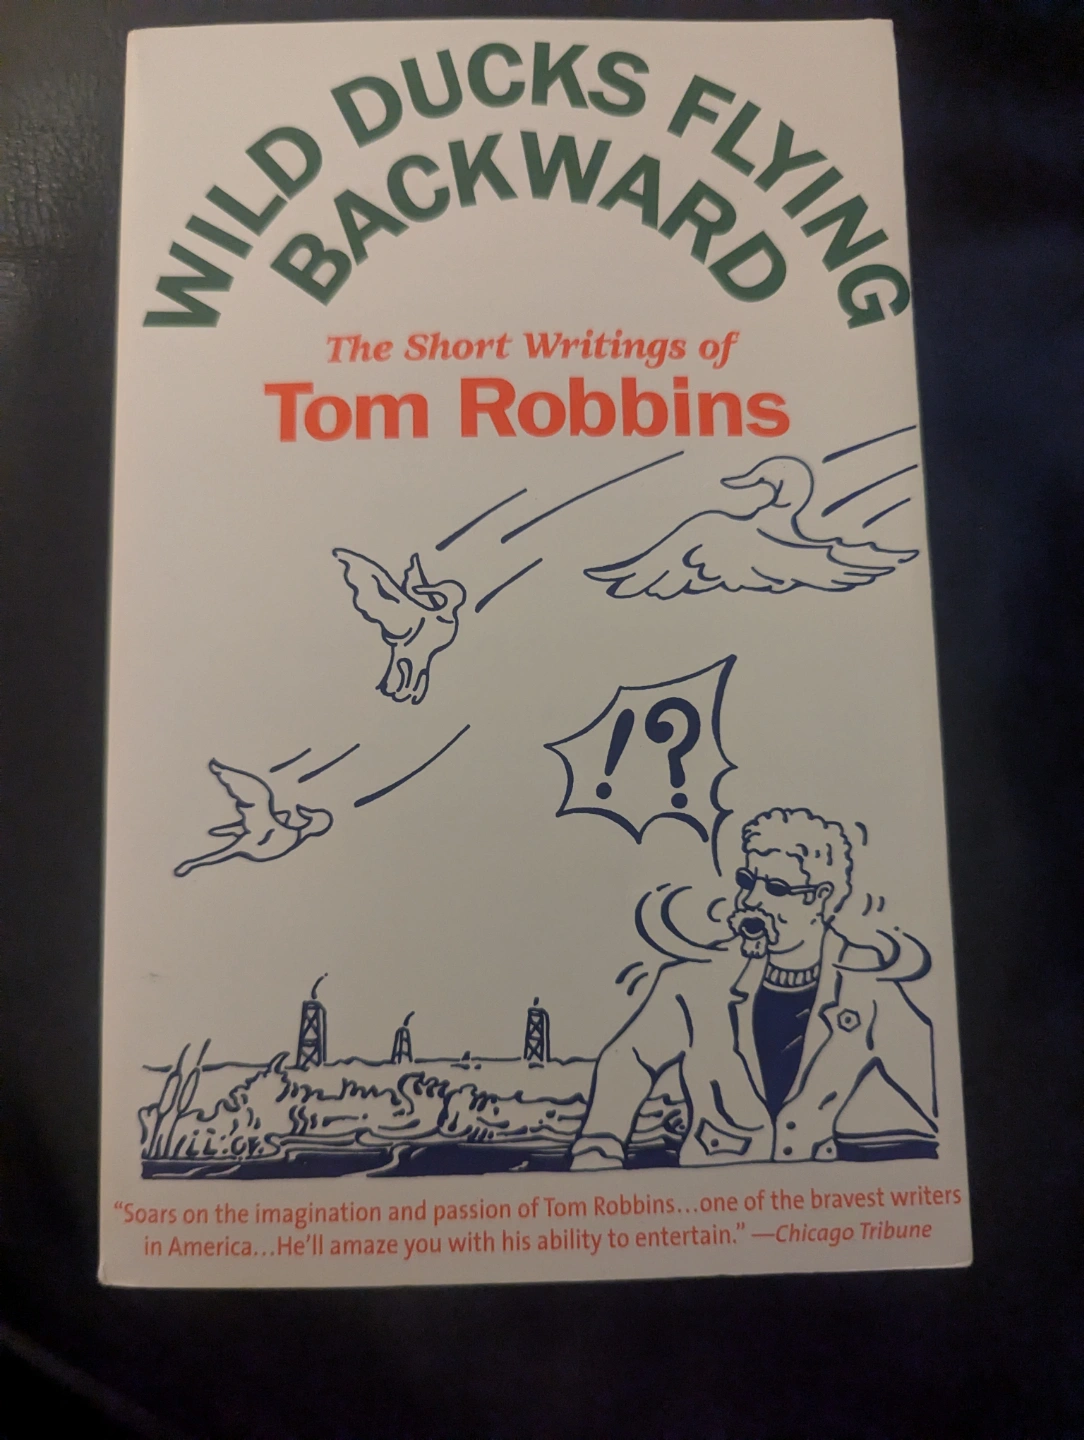 WILD DUCKS FLYING
BACKWARD
The Short Writings of
Tom Robbins
!?
“Soars on the imagination and passion of Tom Robbins...one of the bravest writers
in America...He’ll amaze you with his ability to entertain.” —Chicago Tribune